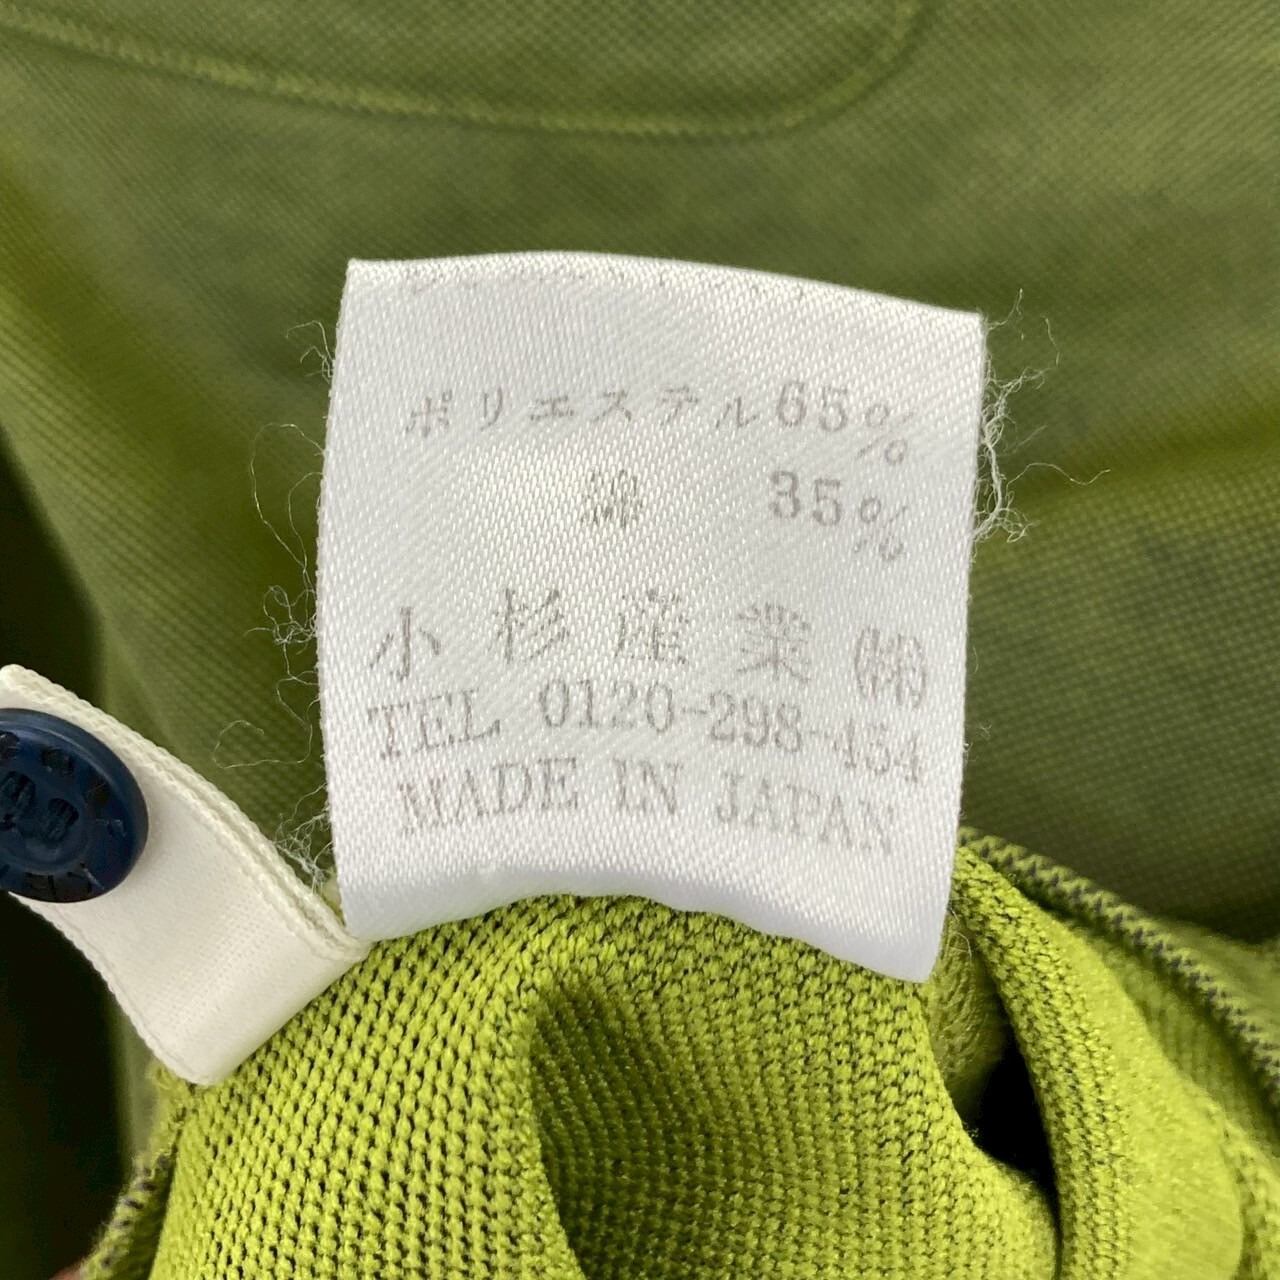 ポリエステル65%
綿 35%
小杉産業㈱
TEL 0120-298-454
MADE IN JAPAN